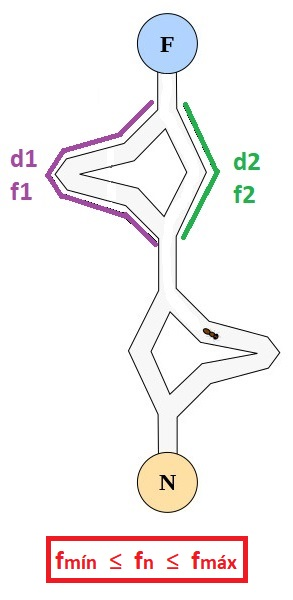 F
d1
f1
d2
f2
N
fmín ≤ fn ≤ fmáx